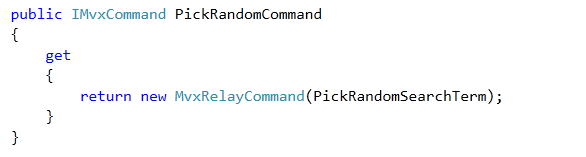 public IMvxCommand PickRandomCommand
{
    get
    {
        return new MvxRelayCommand(PickRandomSearchTerm);
    }
}